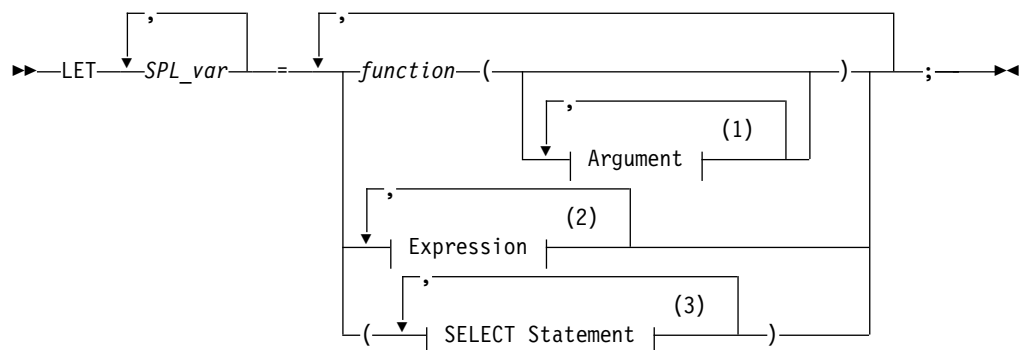 , ,
LET SPL_var = function ( ) ;
, (1)
Argument
, (2)
Expression
, (3)
( SELECT Statement )